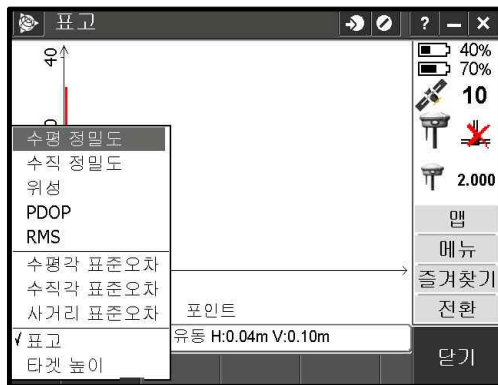 표고
? – ×
40
40%
70%
10
2.000
수평 정밀도
수직 정밀도
위성
PDOP
RMS
수평각 표준오차
수직각 표준오차
사거리 표준오차
✓ 표고
타겟 높이
포인트
유동 H:0.04m V:0.10m
맵
메뉴
즐겨찾기
전환
닫기